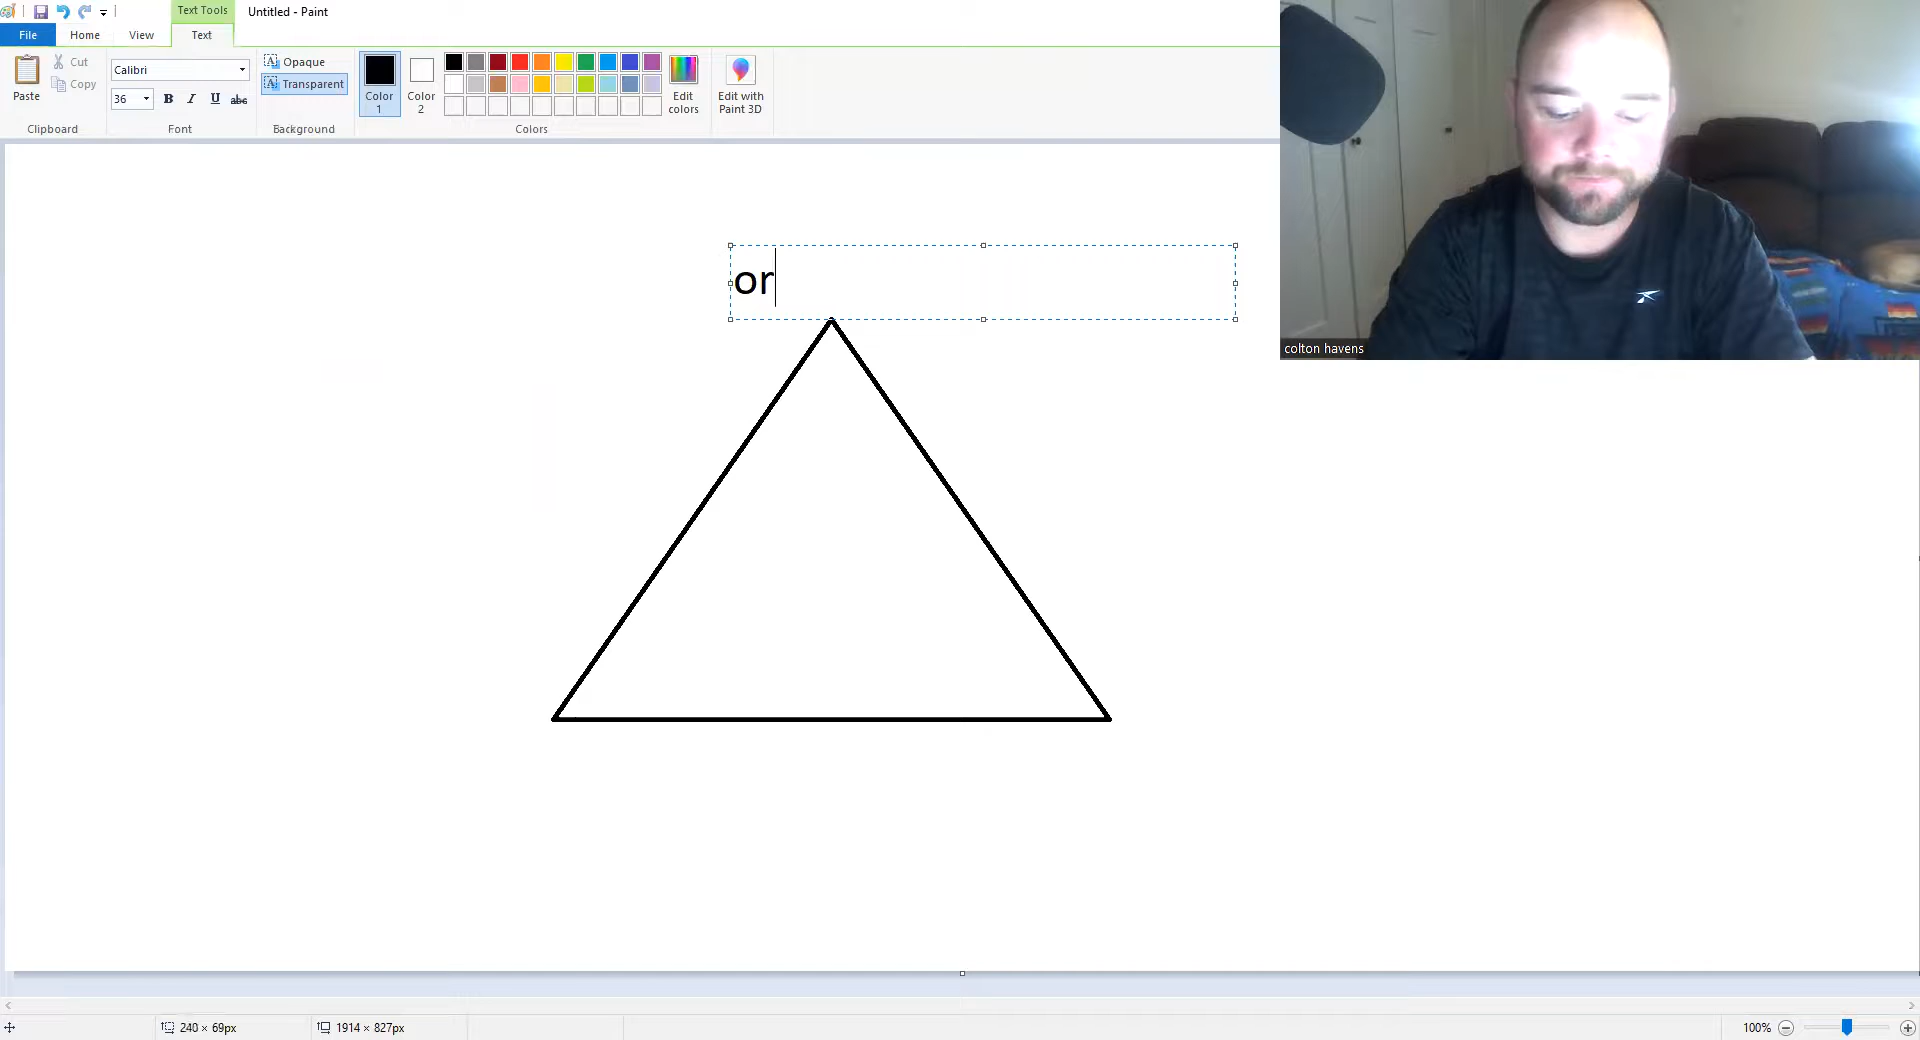 Text Tools
Untitled - Paint
File
Home
View
Text
Paste
Cut
Copy
Clipboard
Calibri
36
B
I
U
abc
Font
A
Opaque
A
Transparent
Background
Color 1
Color 2
Colors
Edit colors
Edit with Paint 3D
or
colton havens
240 × 69px
1914 × 827px
100%